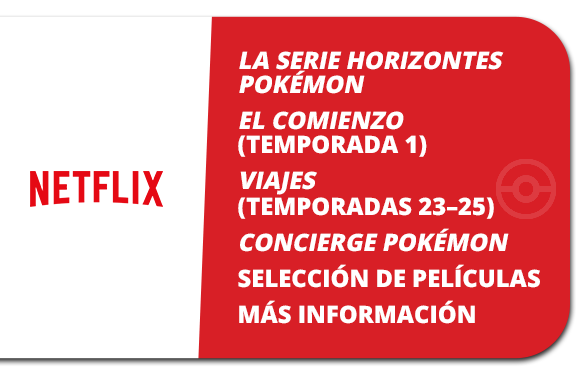 NETFLIX
LA SERIE HORIZONTES
POKÉMON
EL COMIENZO
(TEMPORADA 1)
VIAJES
(TEMPORADAS 23–25)
CONCIERGE POKÉMON
SELECCIÓN DE PELÍCULAS
MÁS INFORMACIÓN